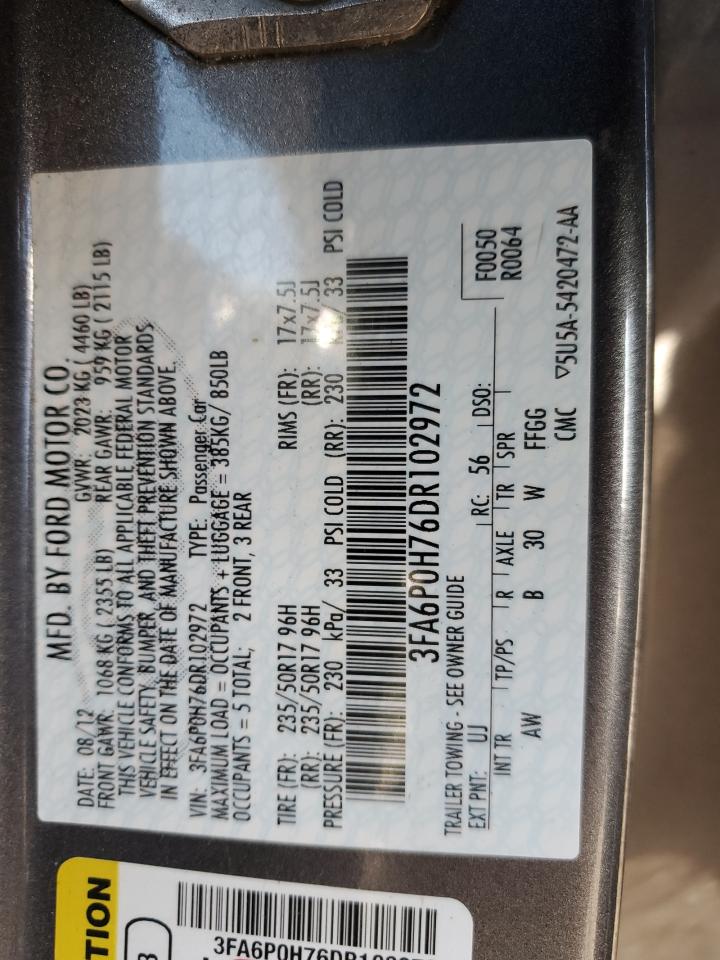 MFD. BY FORD MOTOR CO.
DATE: 08/12 GVWR: 2023 KG ( 4460 LB)
FRONT GAWR: 1068 KG ( 2355 LB) REAR GAWR: 959 KG ( 2115 LB)
THIS VEHICLE CONFORMS TO ALL APPLICABLE FEDERAL MOTOR
VEHICLE SAFETY, BUMPER, AND THEFT PREVENTION STANDARDS
IN EFFECT ON THE DATE OF MANUFACTURE SHOWN ABOVE.
VIN: 3FA6P0H76DR102972 TYPE: Passenger Car
MAXIMUM LOAD = OCCUPANTS + LUGGAGE = 385KG/ 850LB
OCCUPANTS = 5 TOTAL; 2 FRONT, 3 REAR
TIRE (FR): 235/50R17 96H RIMS (FR): 17x7.5J
(RR): 235/50R17 96H (RR): 17x7.5J
PRESSURE (FR): 230 kPa/ 33 PSI COLD (RR): 230 kPa/ 33 PSI COLD
3FA6P0H76DR102972
TRAILER TOWING - SEE OWNER GUIDE
F0050
R0064
EXT PNT: UJ RC: 56 DSO:
INT TR TP/PS R AXLE TR SPR
AW B 30 W FFGG
CMC ▽5U5A-5420472-AA
TION
3FA6P0H76DR